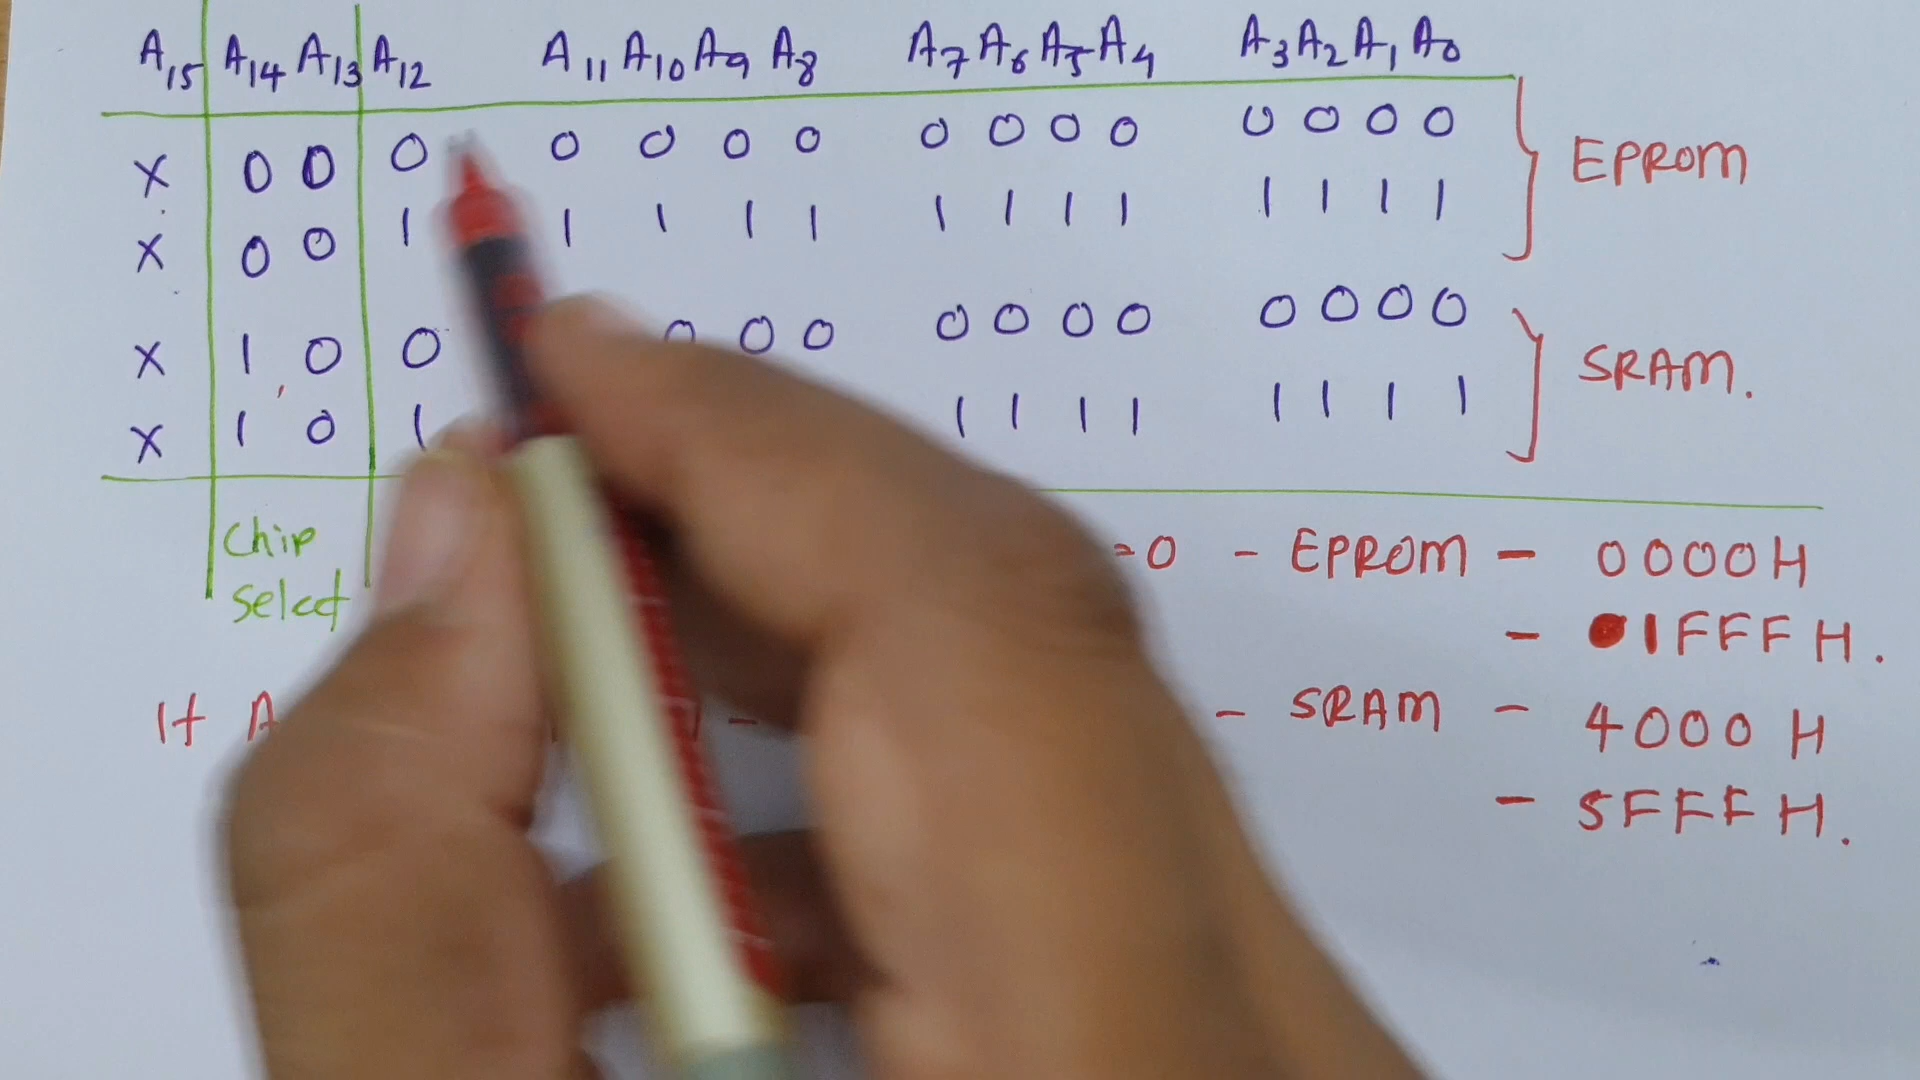 A15 A14 A13 A12 A11 A10 A9 A8 A7 A6 A5 A4 A3 A2 A1 A0
X 0 0 0 0 0 0 0 0 0 0 0 0 0 0 0
X 0 0 1 1 1 1 1 1 1 1 1 1 1 1 1
EPROM
X 1 0 0 0 0 0 0 0 0 0 0 0 0 0
X 1 0 1 1 1 1 1 1 1 1 1
SRAM.
Chip
Select
=0 - EPROM - 0000H
- 1FFFH.
If A - - SRAM - 4000H
- 5FFFH.